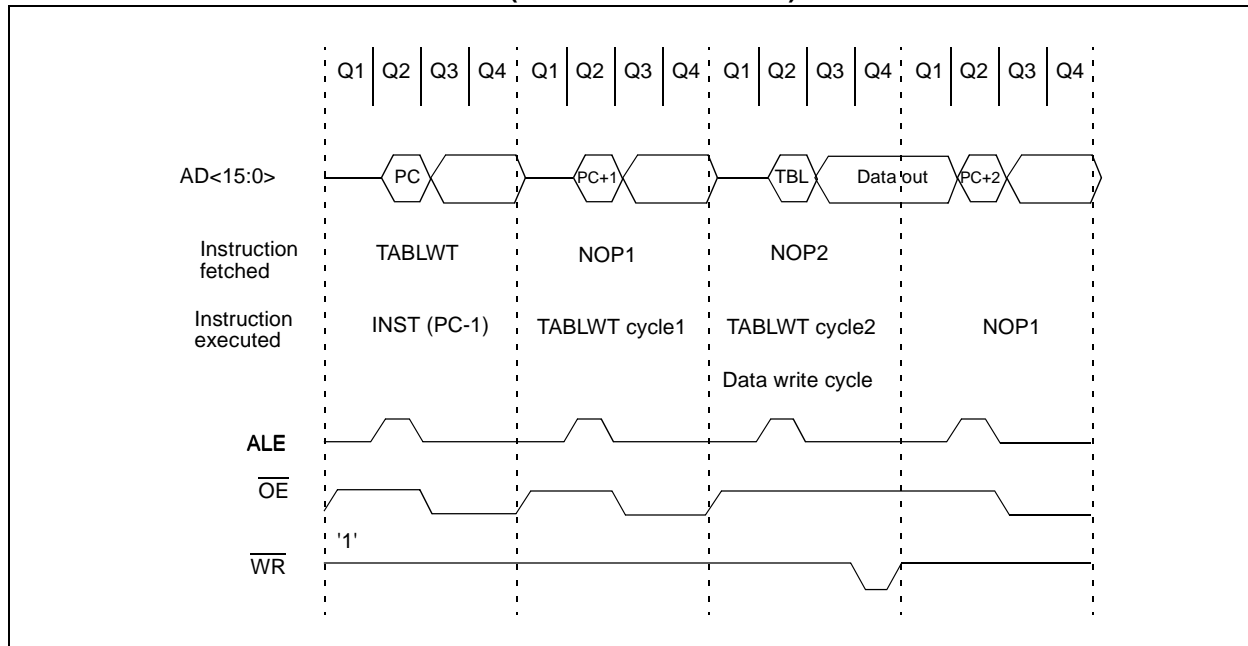 Q1 Q2 Q3 Q4 Q1 Q2 Q3 Q4 Q1 Q2 Q3 Q4 Q1 Q2 Q3 Q4
AD<15:0> PC PC+1 TBL Data out PC+2
Instruction fetched TABLWT NOP1 NOP2
Instruction executed INST (PC-1) TABLWT cycle1 TABLWT cycle2 NOP1
Data write cycle
ALE
OE
'1'
WR